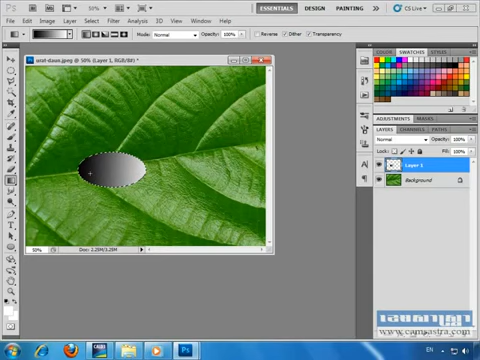 Ps
File Edit Image Layer Select Filter Analysis 3D View Window Help
50%
ESSENTIALS DESIGN PAINTING
CS Live
Mode: Normal Opacity: 100% Reverse Dither Transparency
urat-daun.jpeg @ 50% (Layer 1, RGB/8#) *
50% Doc: 2.25M/3.25M
COLOR SWATCHES STYLES
ADJUSTMENTS MASKS
LAYERS CHANNELS PATHS
Normal Opacity: 100%
Lock: Fill: 100%
Layer 1
Background
www.camnavtra.com
EN